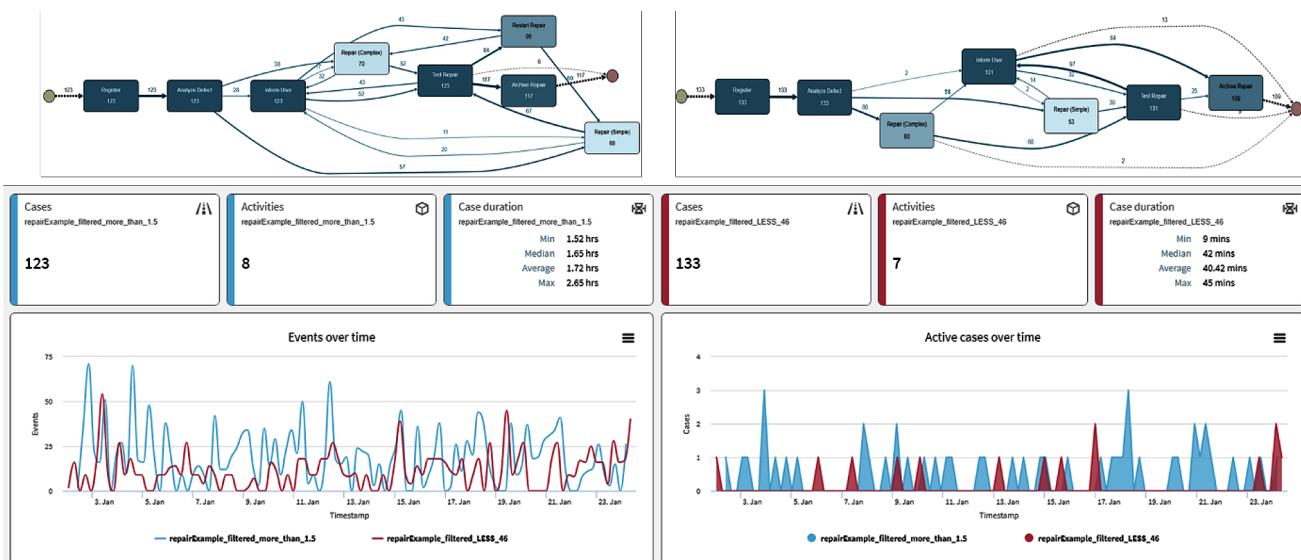 43
Restart Repair
95
42
Repair (Complex)
70
38
32
52
84
6
117
Test Repair
123
123
Register
123
123
Analyze Defect
123
28
Inform User
123
43
52
117
Archive Repair
117
60
67
Repair (Simple)
68
11
20
57
13
84
Inform User
131
97
2
32
14
2
133
Register
133
133
Analyze Defect
133
80
Repair (Complex)
80
58
Repair (Simple)
53
39
Test Repair
131
25
Archive Repair
109
109
9
60
2
Cases
repairExample_filtered_more_than_1.5
123
Activities
repairExample_filtered_more_than_1.5
8
Case duration
repairExample_filtered_more_than_1.5
Min 1.52 hrs
Median 1.65 hrs
Average 1.72 hrs
Max 2.65 hrs
Cases
repairExample_filtered_LESS_46
133
Activities
repairExample_filtered_LESS_46
7
Case duration
repairExample_filtered_LESS_46
Min 9 mins
Median 42 mins
Average 40.42 mins
Max 45 mins
Events over time
75
50
25
0
Events
3. Jan 5. Jan 7. Jan 9. Jan 11. Jan 13. Jan 15. Jan 17. Jan 19. Jan 21. Jan 23. Jan
Timestamp
repairExample_filtered_more_than_1.5 repairExample_filtered_LESS_46
Active cases over time
4
3
2
1
0
Cases
3. Jan 5. Jan 7. Jan 9. Jan 11. Jan 13. Jan 15. Jan 17. Jan 19. Jan 21. Jan 23. Jan
Timestamp
repairExample_filtered_more_than_1.5 repairExample_filtered_LESS_46